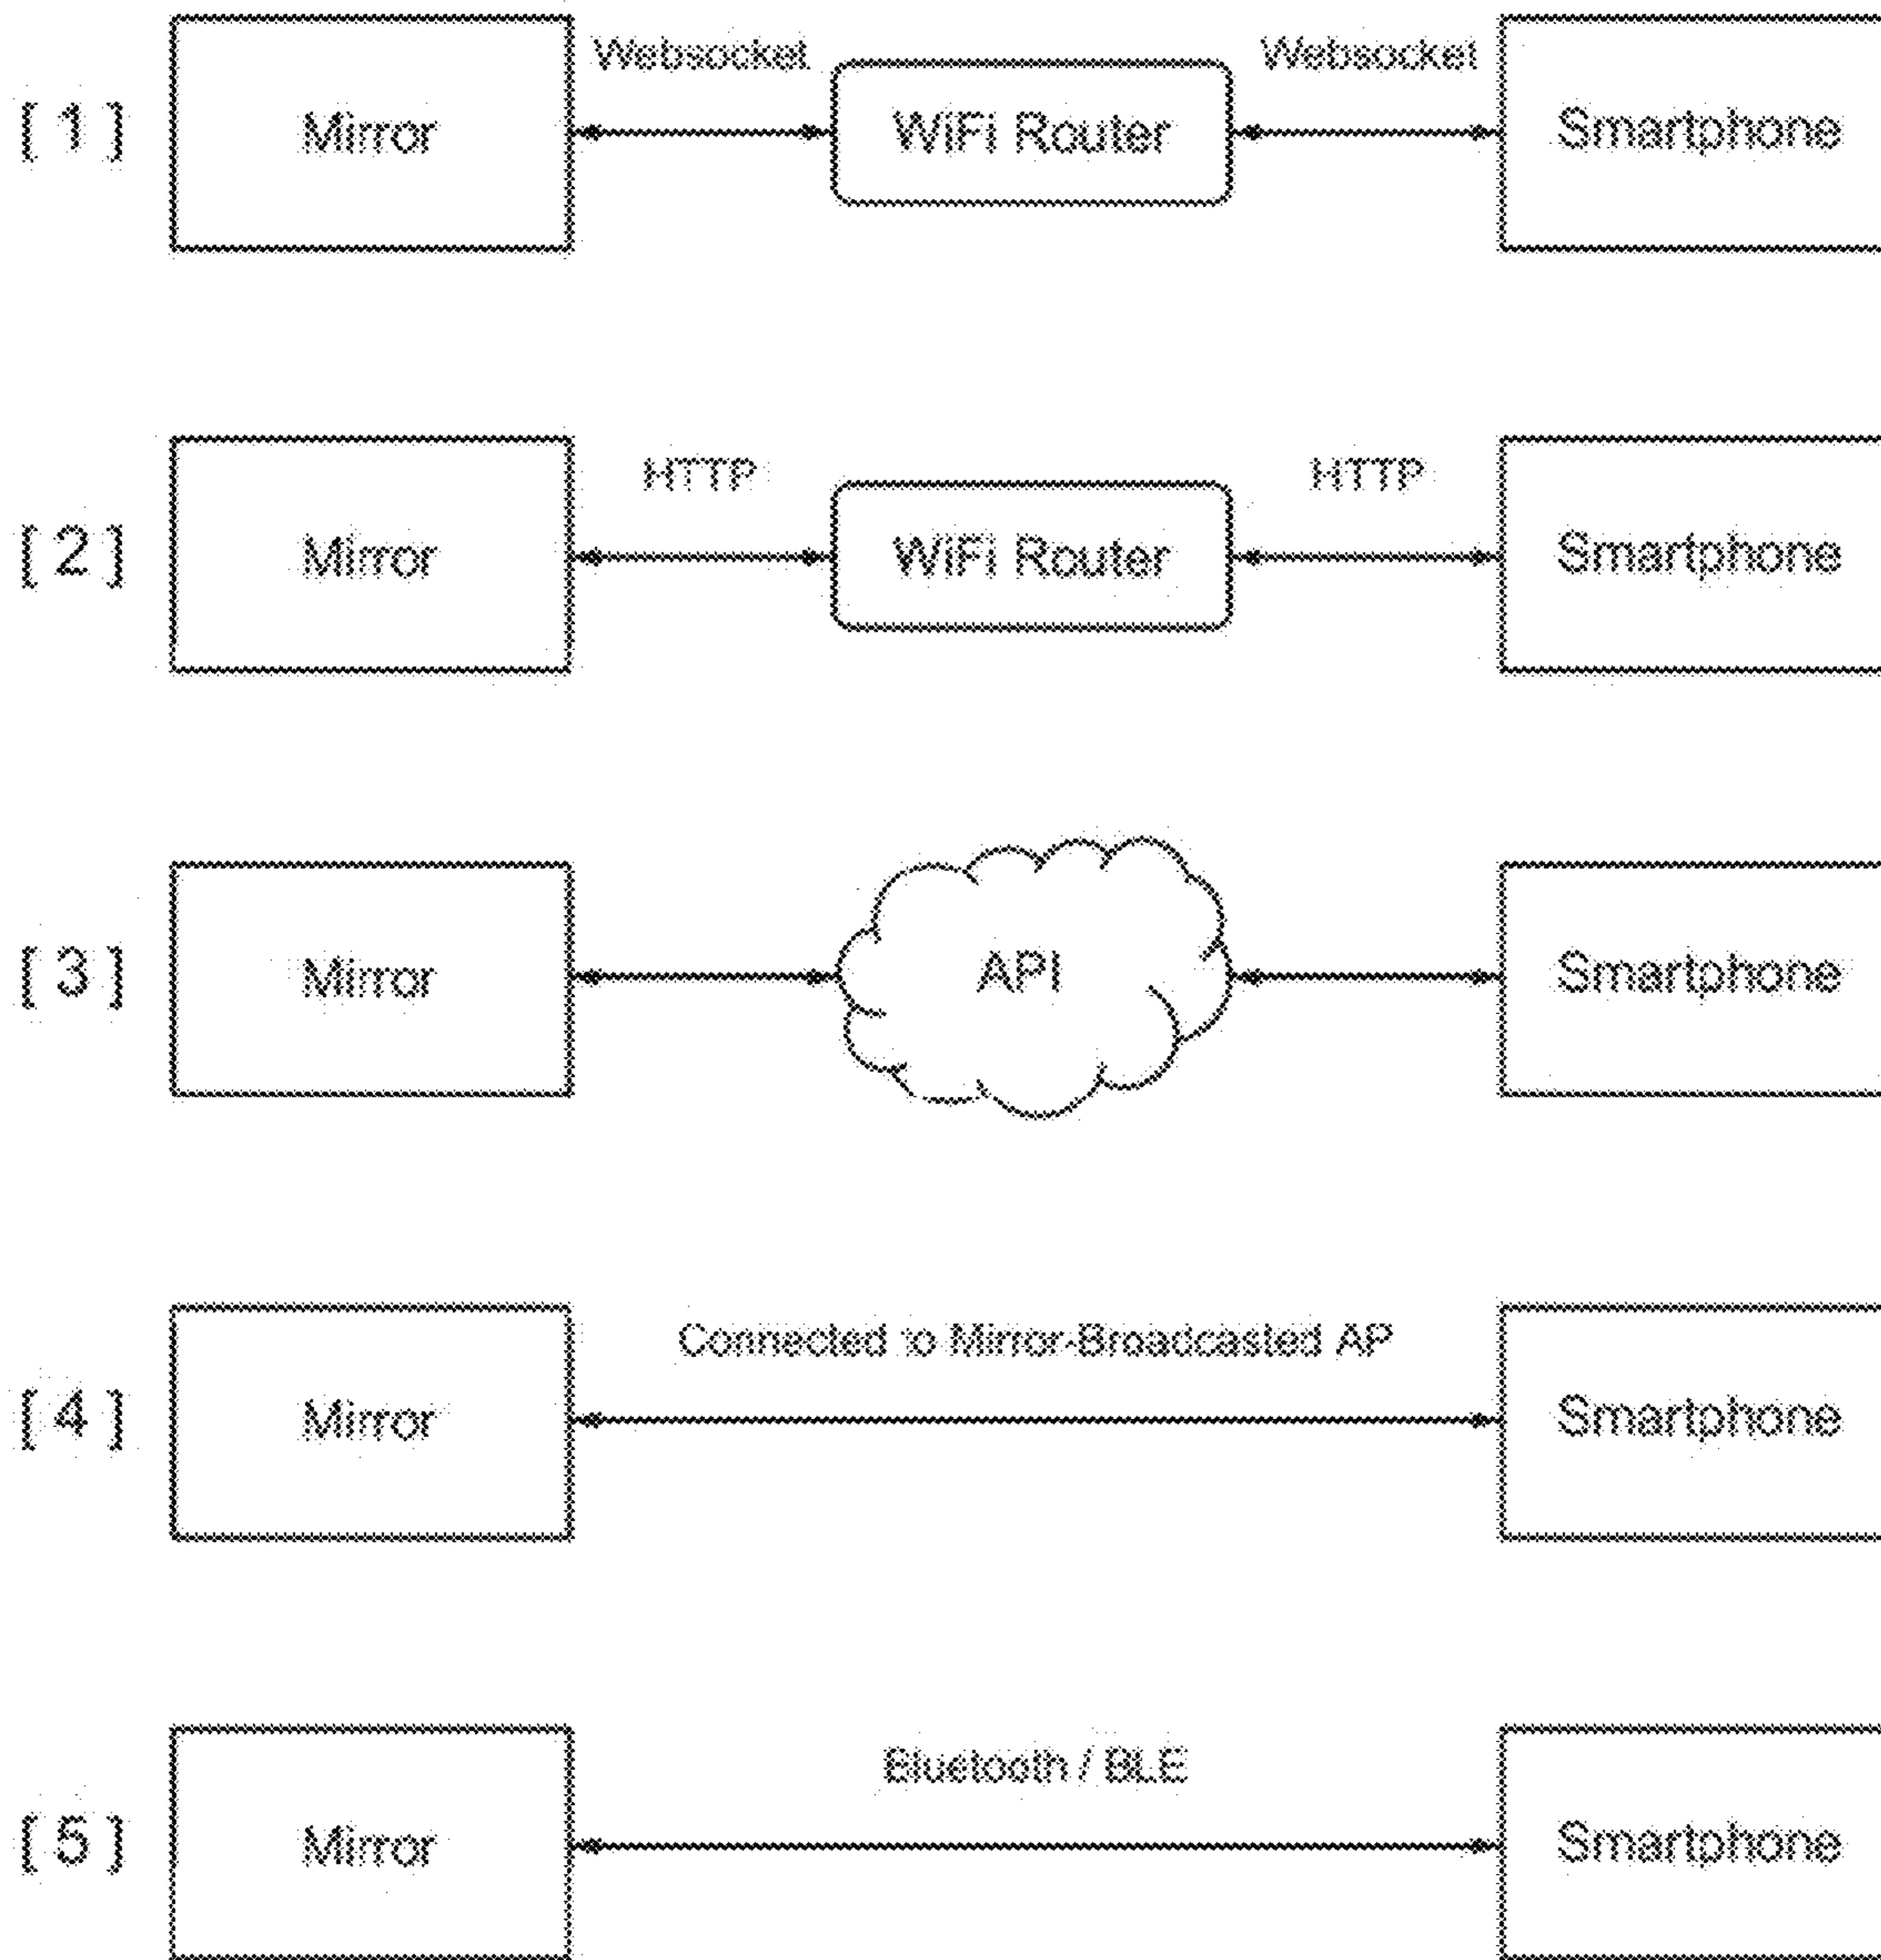 Websocket Websocket
[ 1 ] Mirror WiFi Router Smartphone
HTTP HTTP
[ 2 ] Mirror WiFi Router Smartphone
[ 3 ] Mirror API Smartphone
Connected to Mirror-Broadcasted AP
[ 4 ] Mirror Smartphone
Bluetooth / BLE
[ 5 ] Mirror Smartphone